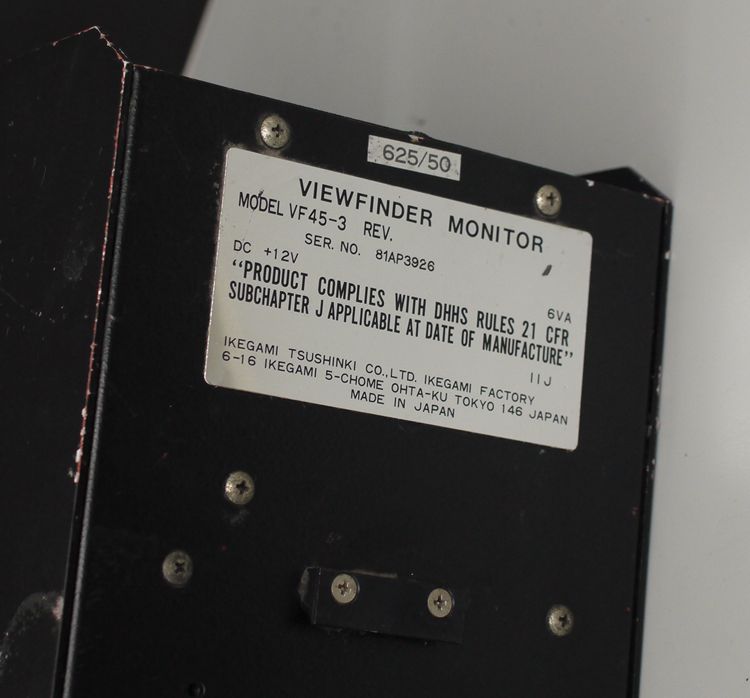 625/50
VIEWFINDER MONITOR
MODEL VF45-3 REV.
SER. NO. 81AP3926
DC +12V 6VA
“PRODUCT COMPLIES WITH DHHS RULES 21 CFR
SUBCHAPTER J APPLICABLE AT DATE OF MANUFACTURE”
IIJ
IKEGAMI TSUSHINKI CO.,LTD. IKEGAMI FACTORY
6-16 IKEGAMI 5-CHOME OHTA-KU TOKYO 146 JAPAN
MADE IN JAPAN